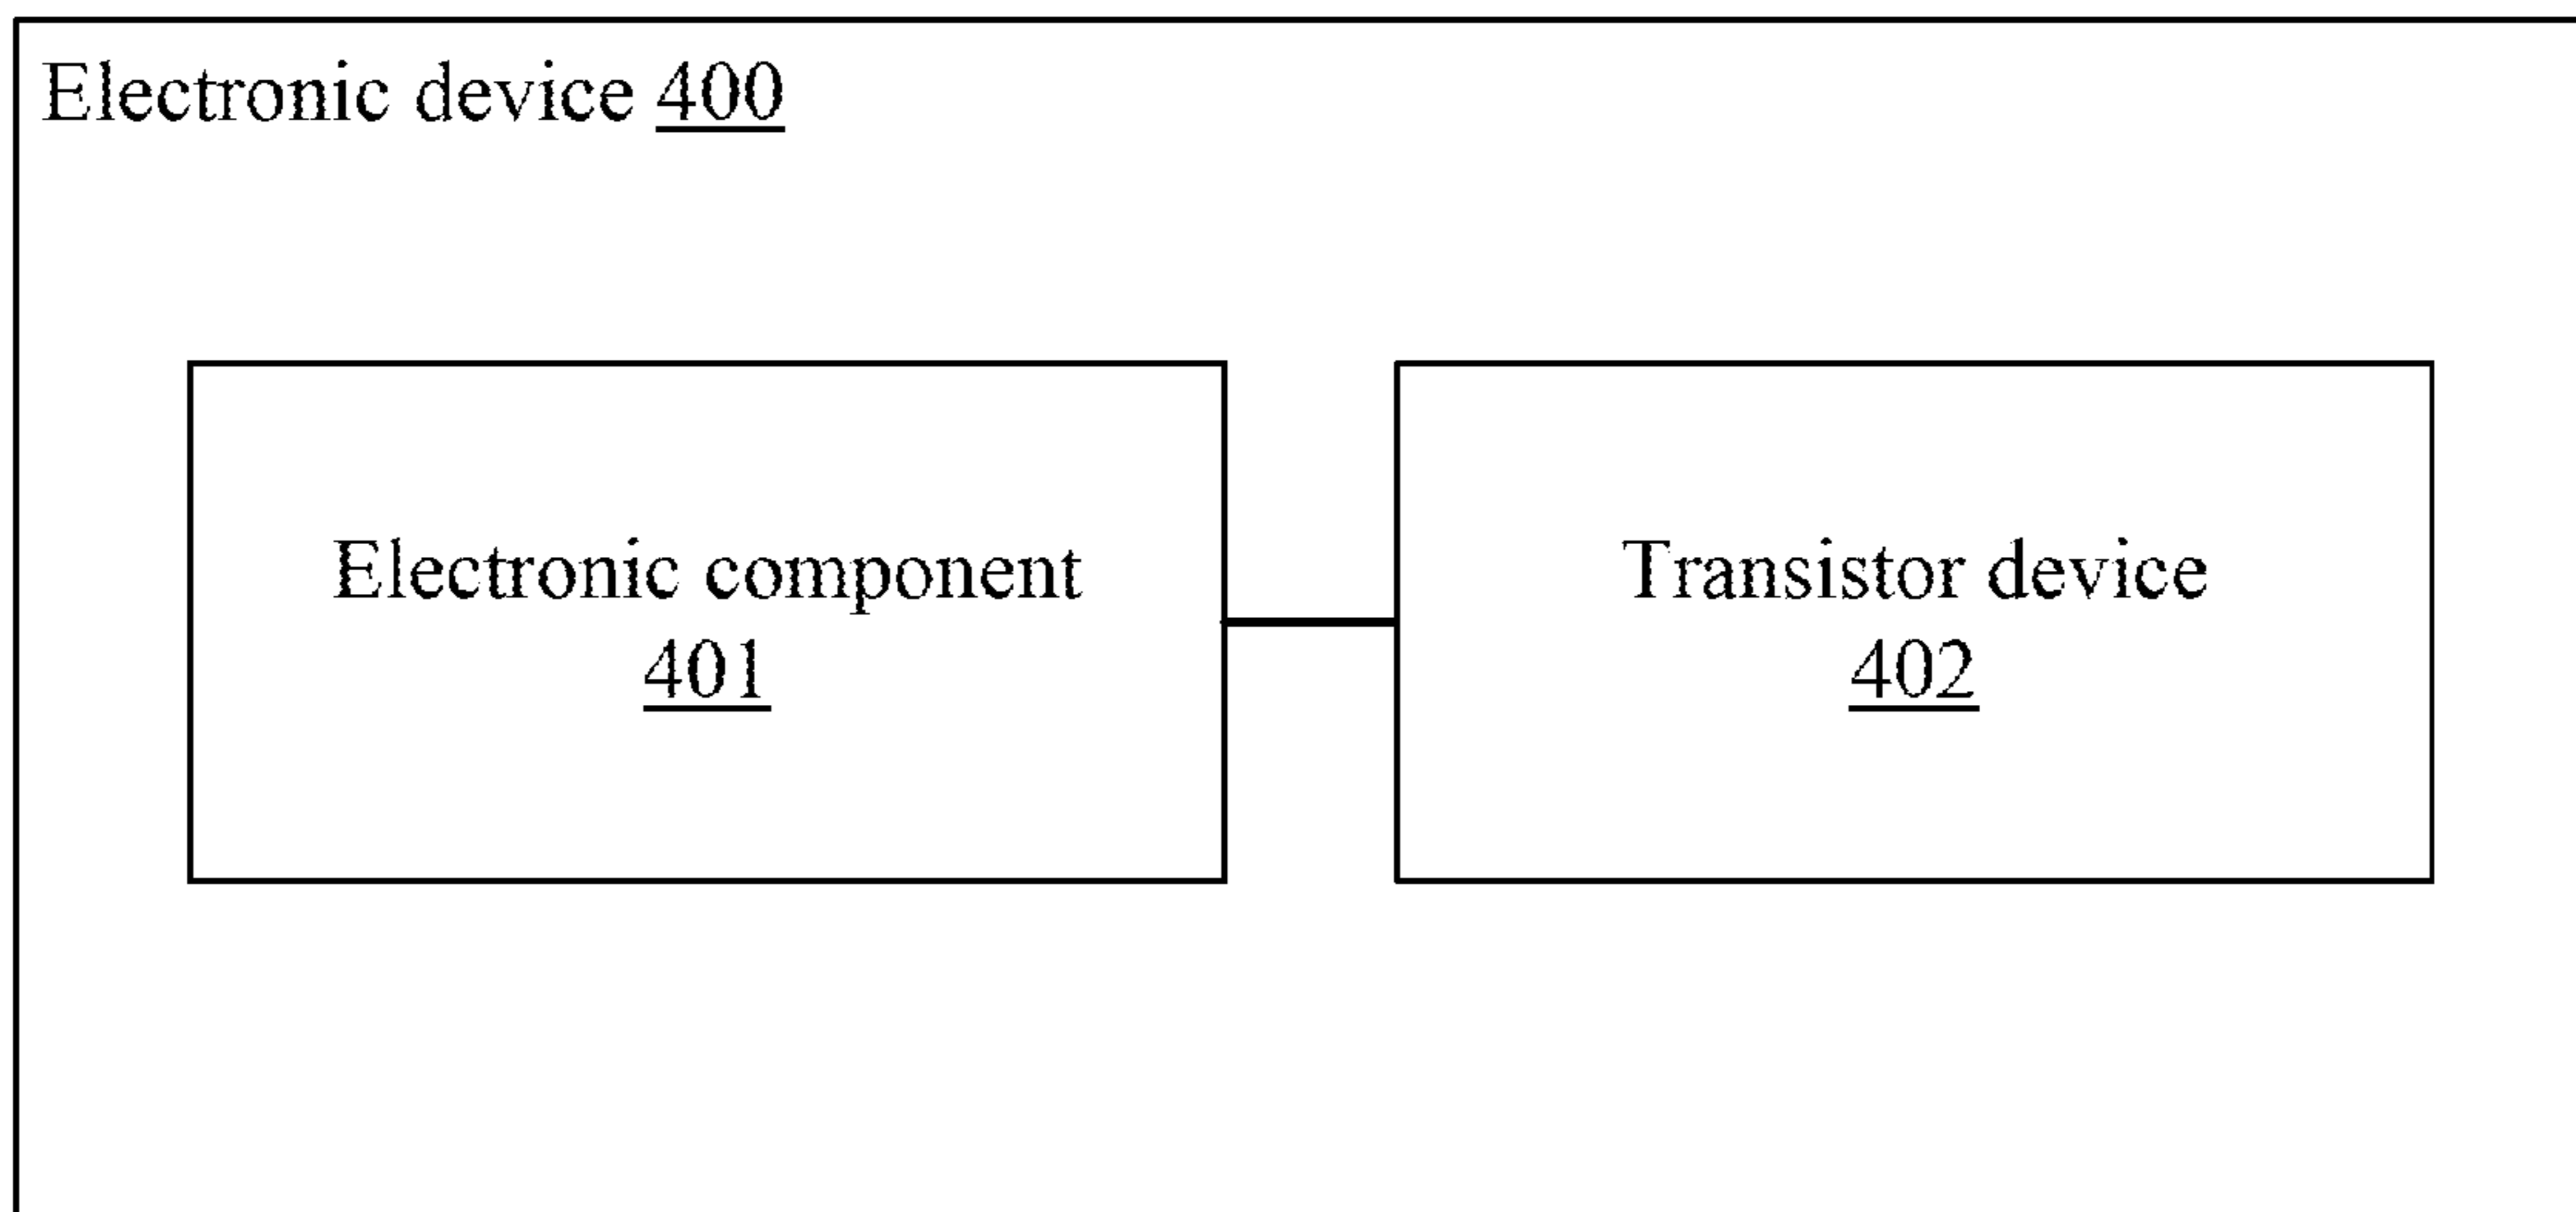 Electronic device 400
Electronic component
401
Transistor device
402